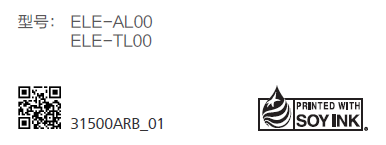 型号： ELE-AL00
ELE-TL00
31500ARB_01
PRINTED WITH
SOY INK